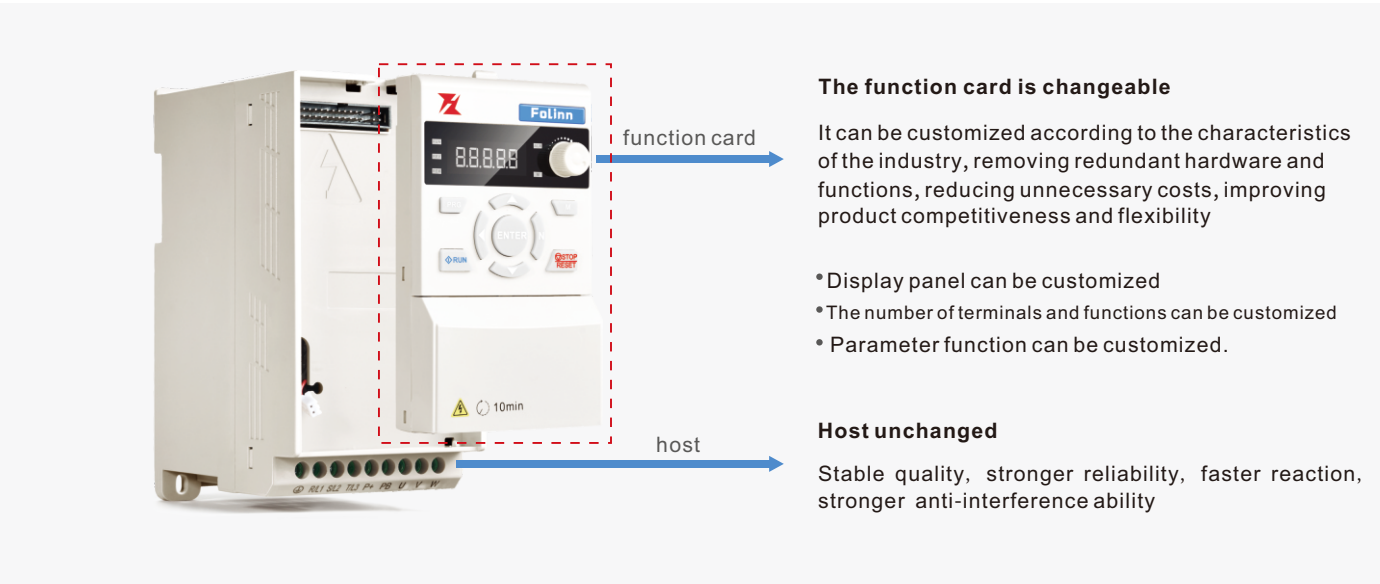 The function card is changeable
Folinn
function card
It can be customized according to the characteristics
of the industry, removing redundant hardware and
functions, reducing unnecessary costs, improving
product competitiveness and flexibility
8.8.8.8.8
ENTER
RUN
STOP
RESET
Display panel can be customized
The number of terminals and functions can be customized
Parameter function can be customized.
10min
Host unchanged
host
Stable quality, stronger reliability, faster reaction,
stronger anti-interference ability
R/L1 S/L2 T/L3 P+ PB U V W